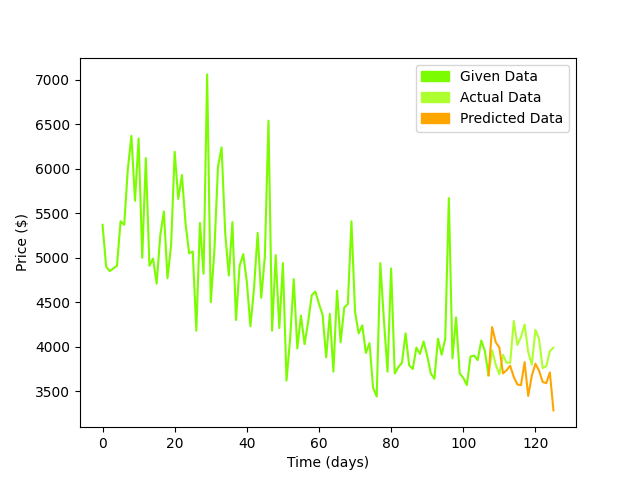 Given Data
Actual Data
Predicted Data
Price ($)
7000
6500
6000
5500
5000
4500
4000
3500
0 20 40 60 80 100 120
Time (days)